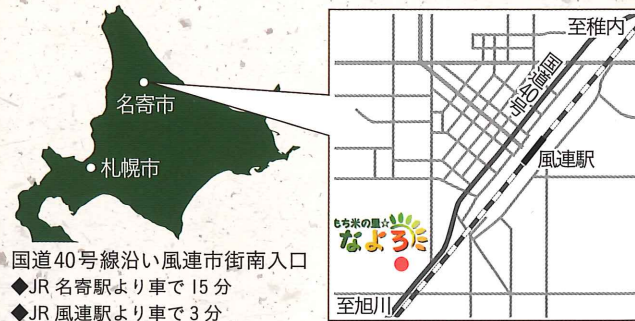 名寄市
札幌市
国道40号線沿い風連市街南入口
◆JR 名寄駅より車で15分
◆JR 風連駅より車で3分
至稚内
国道40号
風連駅
もち米の里☆
なよろ
至旭川